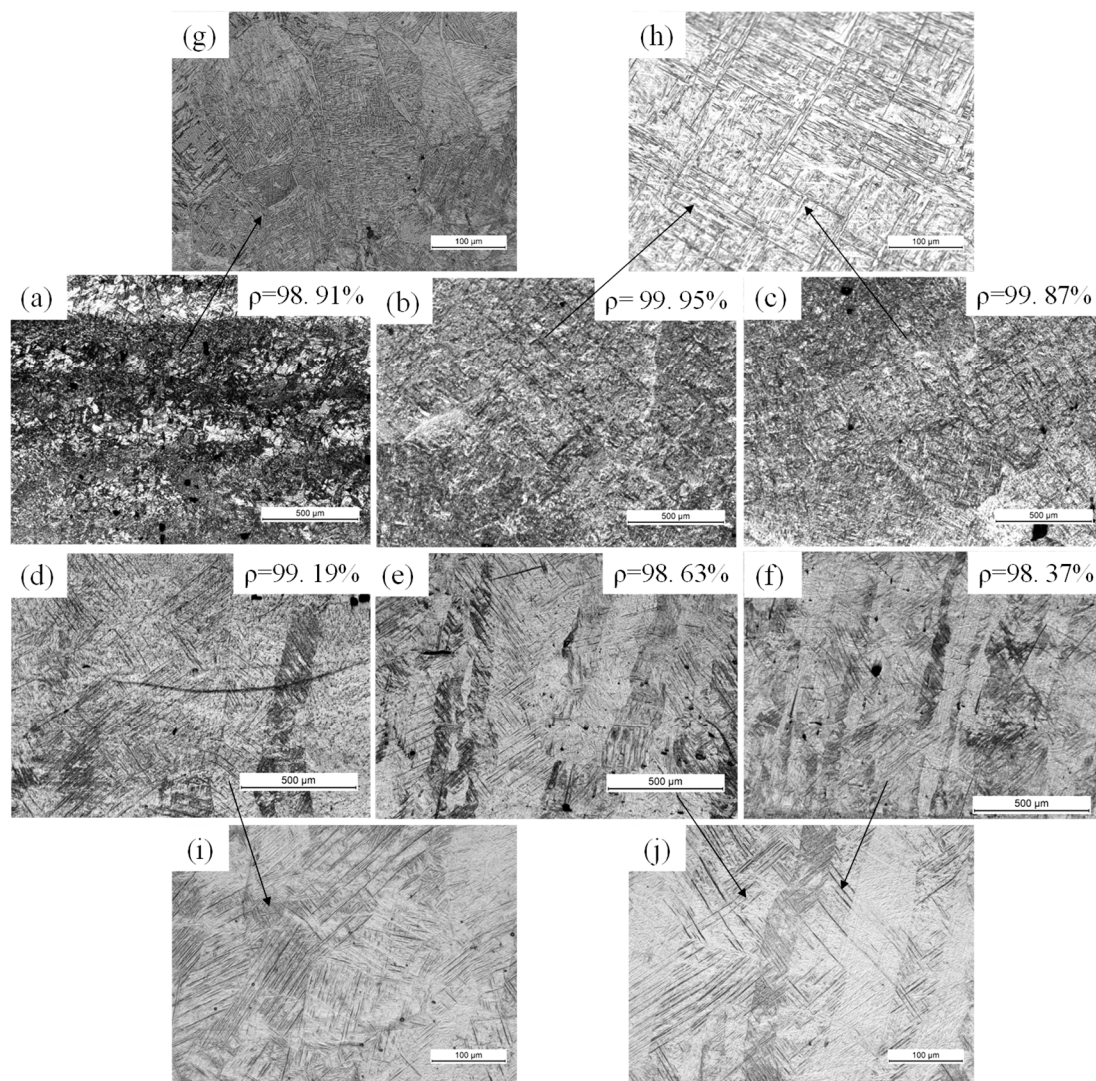 (g)
(h)
100 µm
100 µm
(a)
ρ=98. 91%
(b)
ρ= 99. 95%
(c)
ρ=99. 87%
500 µm
500 µm
500 µm
(d)
ρ=99. 19%
(e)
ρ=98. 63%
(f)
ρ=98. 37%
500 µm
500 µm
500 µm
(i)
(j)
100 µm
100 µm